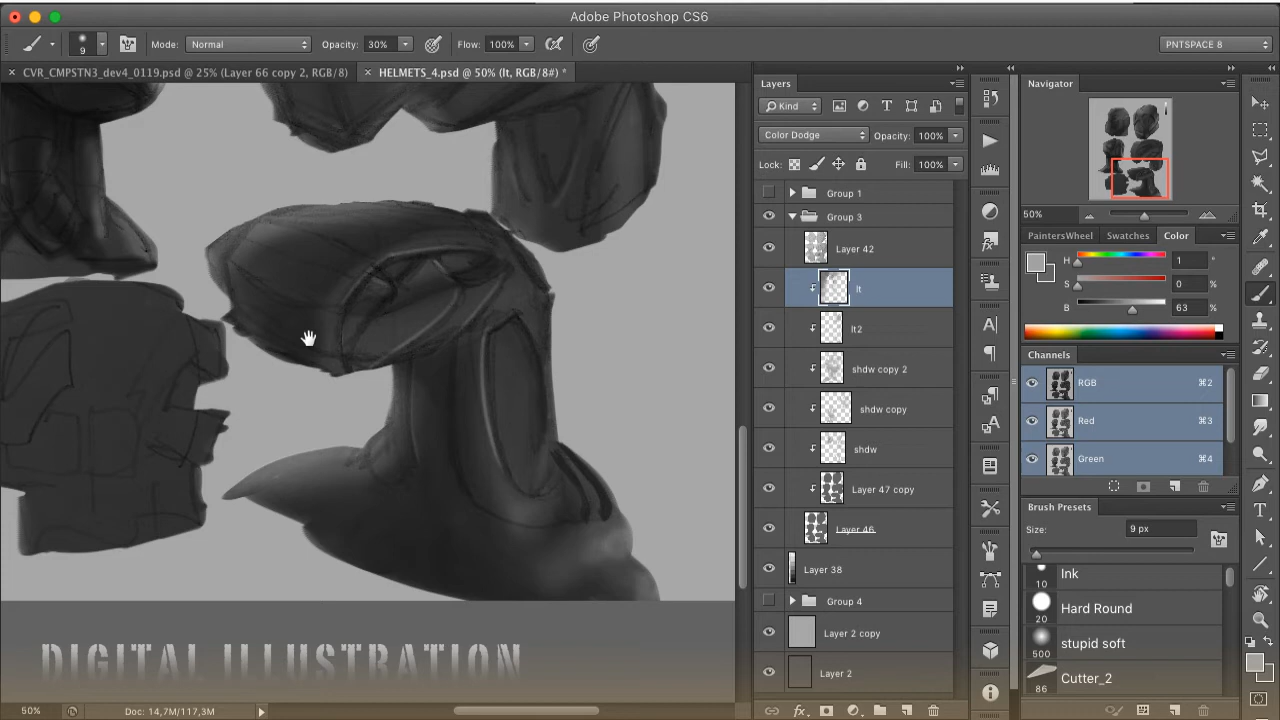 Adobe Photoshop CS6
9 Mode: Normal Opacity: 30% Flow: 100% PNTSPACE 8
× CVR_CMPSTN3_dev4_0119.psd @ 25% (Layer 66 copy 2, RGB/8) × HELMETS_4.psd @ 50% (lt, RGB/8#) *
Layers
Kind
Color Dodge Opacity: 100%
Lock: Fill: 100%
Group 1
Group 3
Layer 42
lt
lt2
shdw copy 2
shdw copy
shdw
Layer 47 copy
Layer 46
Layer 38
Group 4
Layer 2 copy
Layer 2
fx
Navigator
50%
PaintersWheel Swatches Color
H 1 °
S 0 %
B 63 %
Channels
RGB ⌘2
Red ⌘3
Green ⌘4
Brush Presets
Size: 9 px
Ink
10
Hard Round
20
stupid soft
500
Cutter_2
86
DIGITAL ILLUSTRATION
50% Doc: 14,7M/117,3M